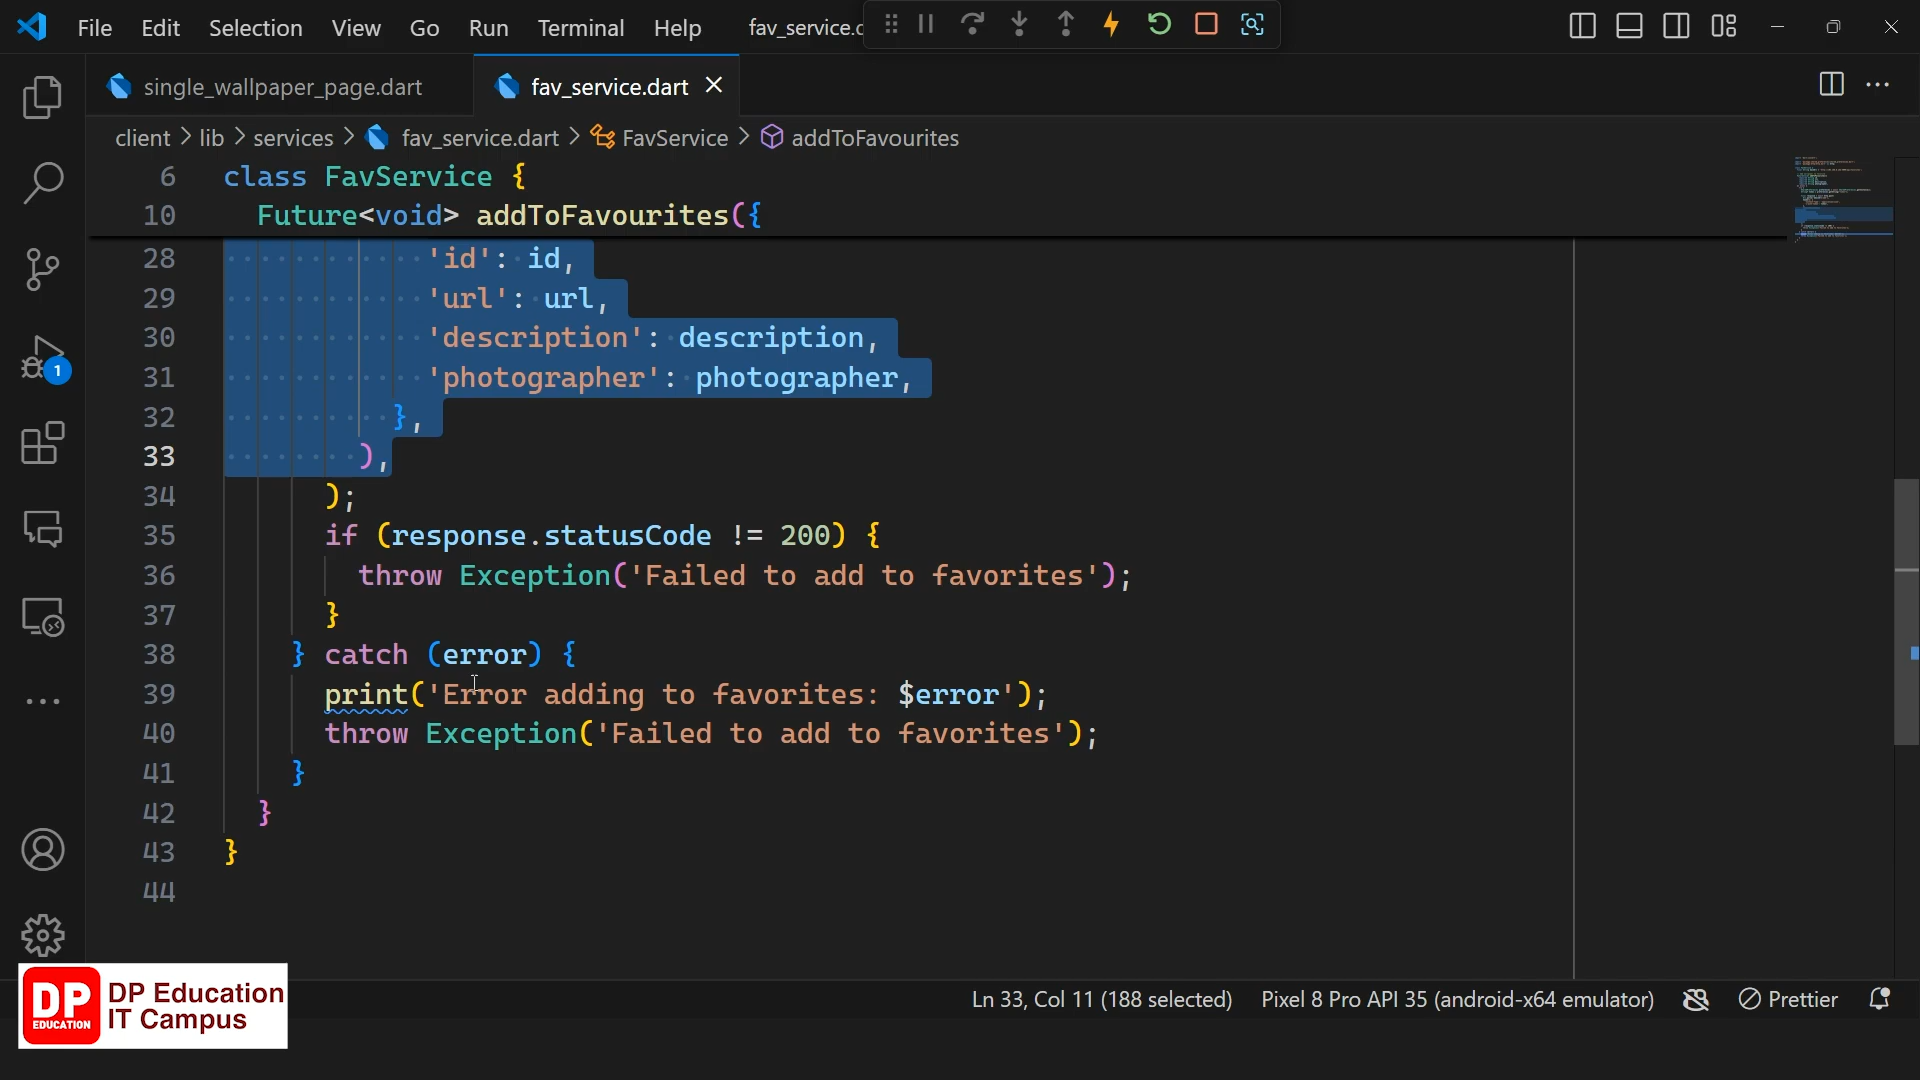 File Edit Selection View Go Run Terminal Help fav_service.d
single_wallpaper_page.dart fav_service.dart
client > lib > services > fav_service.dart > FavService > addToFavourites
6 class FavService {
10 Future<void> addToFavourites({
28 'id': id,
29 'url': url,
30 'description': description,
31 'photographer': photographer,
32 },
33 ),
34 );
35 if (response.statusCode != 200) {
36 throw Exception('Failed to add to favorites');
37 }
38 } catch (error) {
39 print('Error adding to favorites: $error');
40 throw Exception('Failed to add to favorites');
41 }
42 }
43 }
44
1
DP EDUCATION
DP Education
IT Campus
Ln 33, Col 11 (188 selected) Pixel 8 Pro API 35 (android-x64 emulator) Prettier